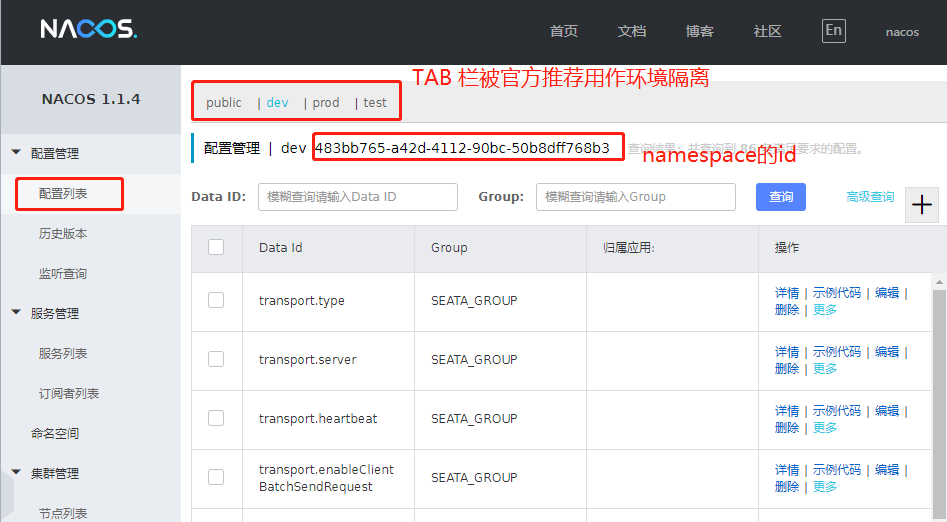 NACOS.
首页 文档 博客 社区 En nacos
NACOS 1.1.4
配置管理
配置列表
历史版本
监听查询
服务管理
服务列表
订阅者列表
命名空间
集群管理
节点列表
TAB 栏被官方推荐用作环境隔离
public | dev | prod | test
配置管理 | dev 483bb765-a42d-4112-90bc-50b8dff768b3 查询结果：共查询到 86 条满足要求的配置。
namespace的id
Data ID: 模糊查询请输入Data ID Group: 模糊查询请输入Group 查询 高级查询 +
Data Id Group 归属应用: 操作
transport.type SEATA_GROUP 详情 | 示例代码 | 编辑 |
删除 | 更多
transport.server SEATA_GROUP 详情 | 示例代码 | 编辑 |
删除 | 更多
transport.heartbeat SEATA_GROUP 详情 | 示例代码 | 编辑 |
删除 | 更多
transport.enableClient
BatchSendRequest SEATA_GROUP 详情 | 示例代码 | 编辑 |
删除 | 更多